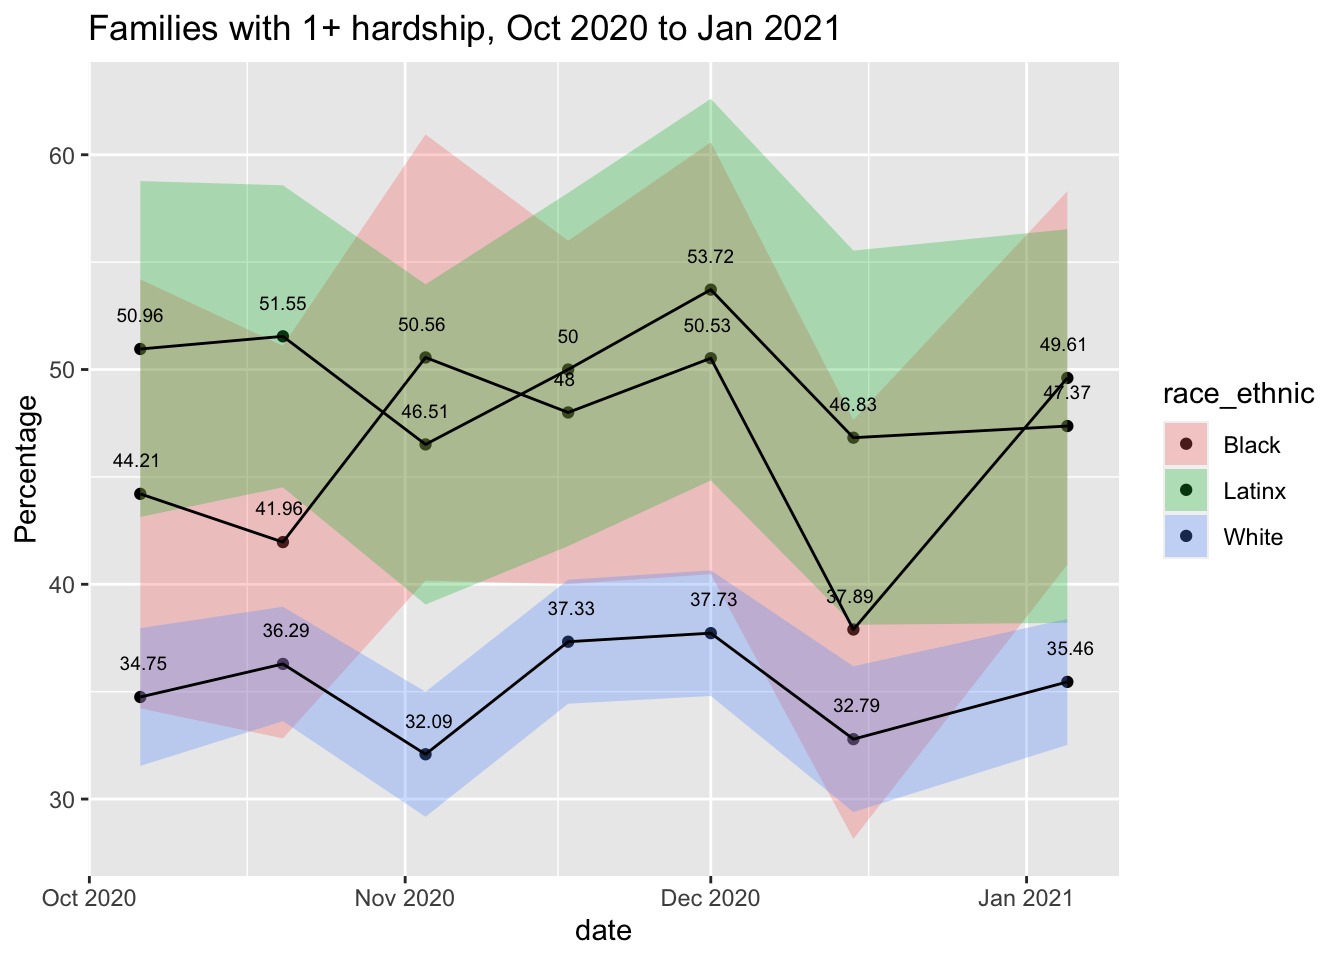 Families with 1+ hardship, Oct 2020 to Jan 2021
Percentage
60
50
40
30
53.72
51.55
50.96
50.56
50.53
50
49.61
48
47.37
46.51
46.83
44.21
41.96
37.89
37.33
37.73
36.29
35.46
34.75
32.09
32.79
Oct 2020
Nov 2020
Dec 2020
Jan 2021
date
race_ethnic
Black
Latinx
White